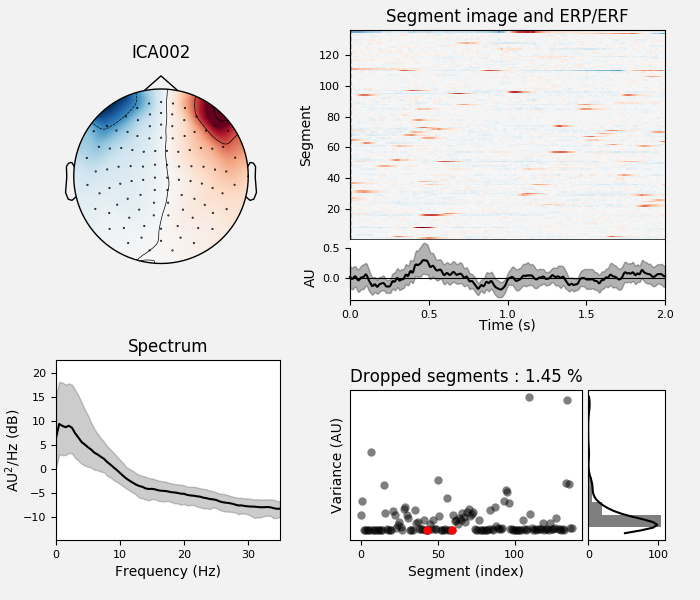 Segment image and ERP/ERF
ICA002
Segment
120
100
80
60
40
20
AU
0.5
0.0
0.0 0.5 1.0 1.5 2.0
Time (s)
Spectrum
AU²/Hz (dB)
20
15
10
5
0
−5
−10
0 10 20 30
Frequency (Hz)
Dropped segments : 1.45 %
Variance (AU)
0 50 100
Segment (index)
0 100